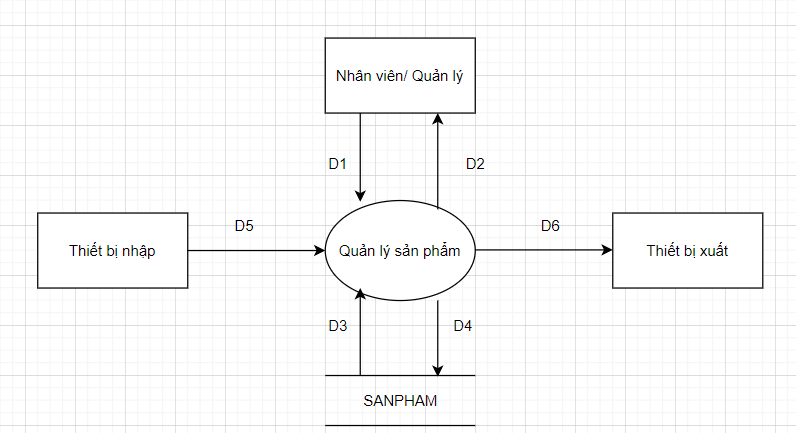 Nhân viên/ Quản lý
D1
D2
Thiết bị nhập
D5
Quản lý sản phẩm
D6
Thiết bị xuất
D3
D4
SANPHAM